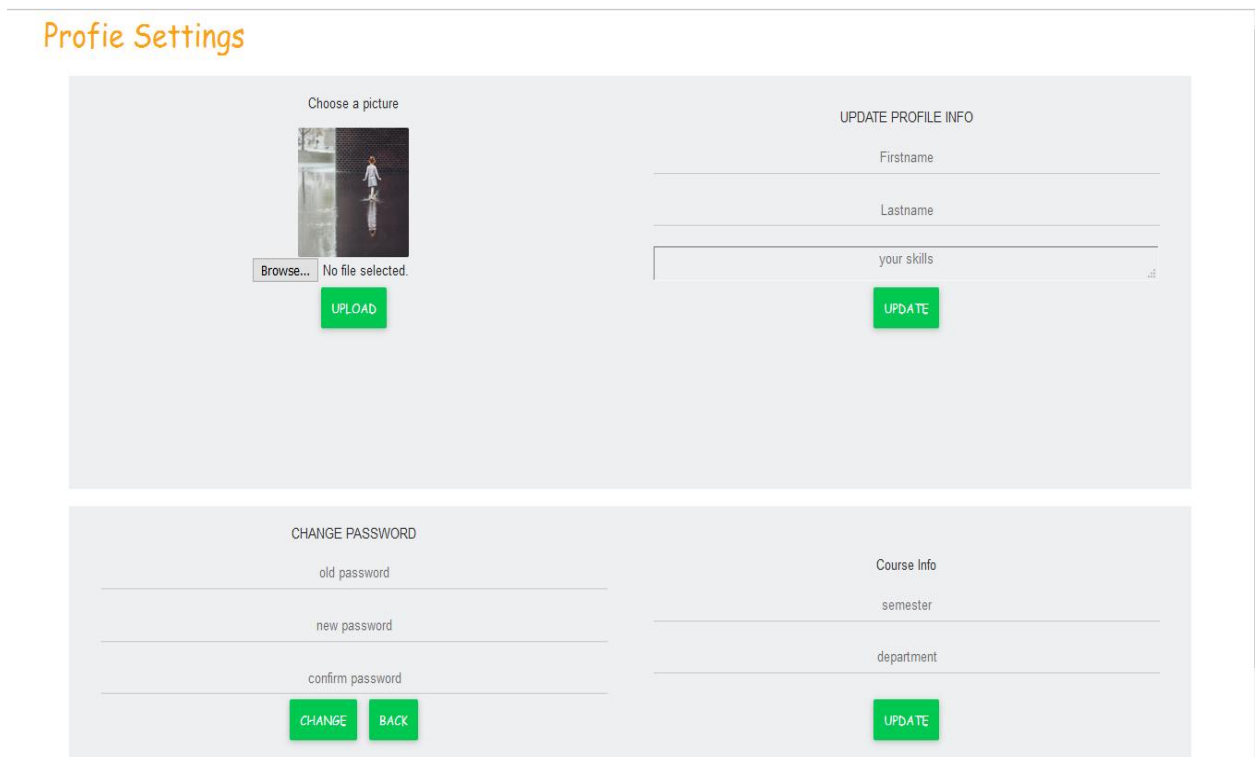 Profie Settings
Choose a picture
Browse... No file selected.
UPLOAD
UPDATE PROFILE INFO
Firstname
Lastname
your skills
UPDATE
CHANGE PASSWORD
old password
new password
confirm password
CHANGE BACK
Course Info
semester
department
UPDATE